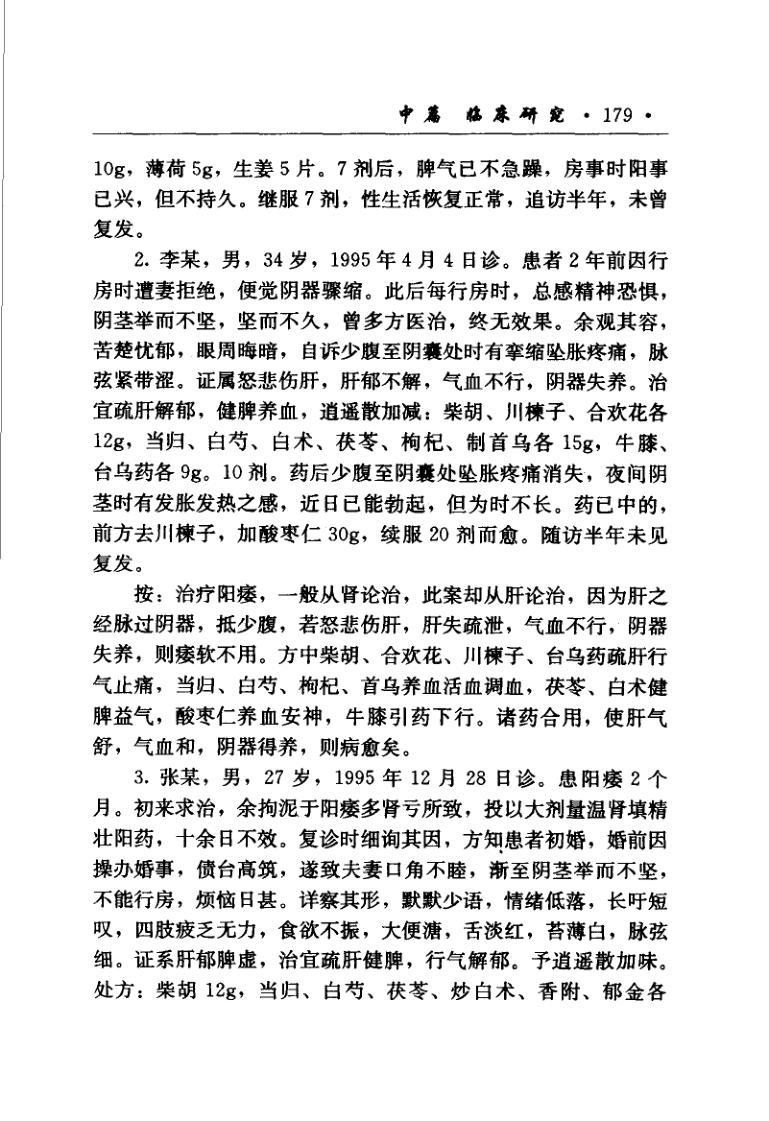 中篇 临床研究·179·
10g，薄荷 5g，生姜 5 片。7 剂后，脾气已不急躁，房事时阳事
已兴，但不持久。继服 7 剂，性生活恢复正常，追访半年，未曾
复发。
2. 李某，男，34 岁，1995 年 4 月 4 日诊。患者 2 年前因行
房时遭妻拒绝，便觉阴器骤缩。此后每行房时，总感精神恐惧，
阴茎举而不坚，坚而不久，曾多方医治，终无效果。余观其容，
苦楚忧郁，眼周晦暗，自诉少腹至阴囊处时有挛缩坠胀疼痛，脉
弦紧带涩。证属怒悲伤肝，肝郁不解，气血不行，阴器失养。治
宜疏肝解郁，健脾养血，逍遥散加减：柴胡、川楝子、合欢花各
12g，当归、白芍、白术、茯苓、枸杞、制首乌各 15g，牛膝、
台乌药各 9g。10 剂。药后少腹至阴囊处坠胀疼痛消失，夜间阴
茎时有发胀发热之感，近日已能勃起，但为时不长。药已中的，
前方去川楝子，加酸枣仁 30g，续服 20 剂而愈。随访半年未见
复发。
按：治疗阳痿，一般从肾论治，此案却从肝论治，因为肝之
经脉过阴器，抵少腹，若怒悲伤肝，肝失疏泄，气血不行，阴器
失养，则痿软不用。方中柴胡、合欢花、川楝子、台乌药疏肝行
气止痛，当归、白芍、枸杞、首乌养血活血调血，茯苓、白术健
脾益气，酸枣仁养血安神，牛膝引药下行。诸药合用，使肝气
舒，气血和，阴器得养，则病愈矣。
3. 张某，男，27 岁，1995 年 12 月 28 日诊。患阳痿 2 个
月。初来求治，余拘泥于阳痿多肾亏所致，投以大剂量温肾填精
壮阳药，十余日不效。复诊时细询其因，方知患者初婚，婚前因
操办婚事，债台高筑，遂致夫妻口角不睦，渐至阴茎举而不坚，
不能行房，烦恼日甚。详察其形，默默少语，情绪低落，长吁短
叹，四肢疲乏无力，食欲不振，大便溏，舌淡红，苔薄白，脉弦
细。证系肝郁脾虚，治宜疏肝健脾，行气解郁。予逍遥散加味。
处方：柴胡 12g，当归、白芍、茯苓、炒白术、香附、郁金各